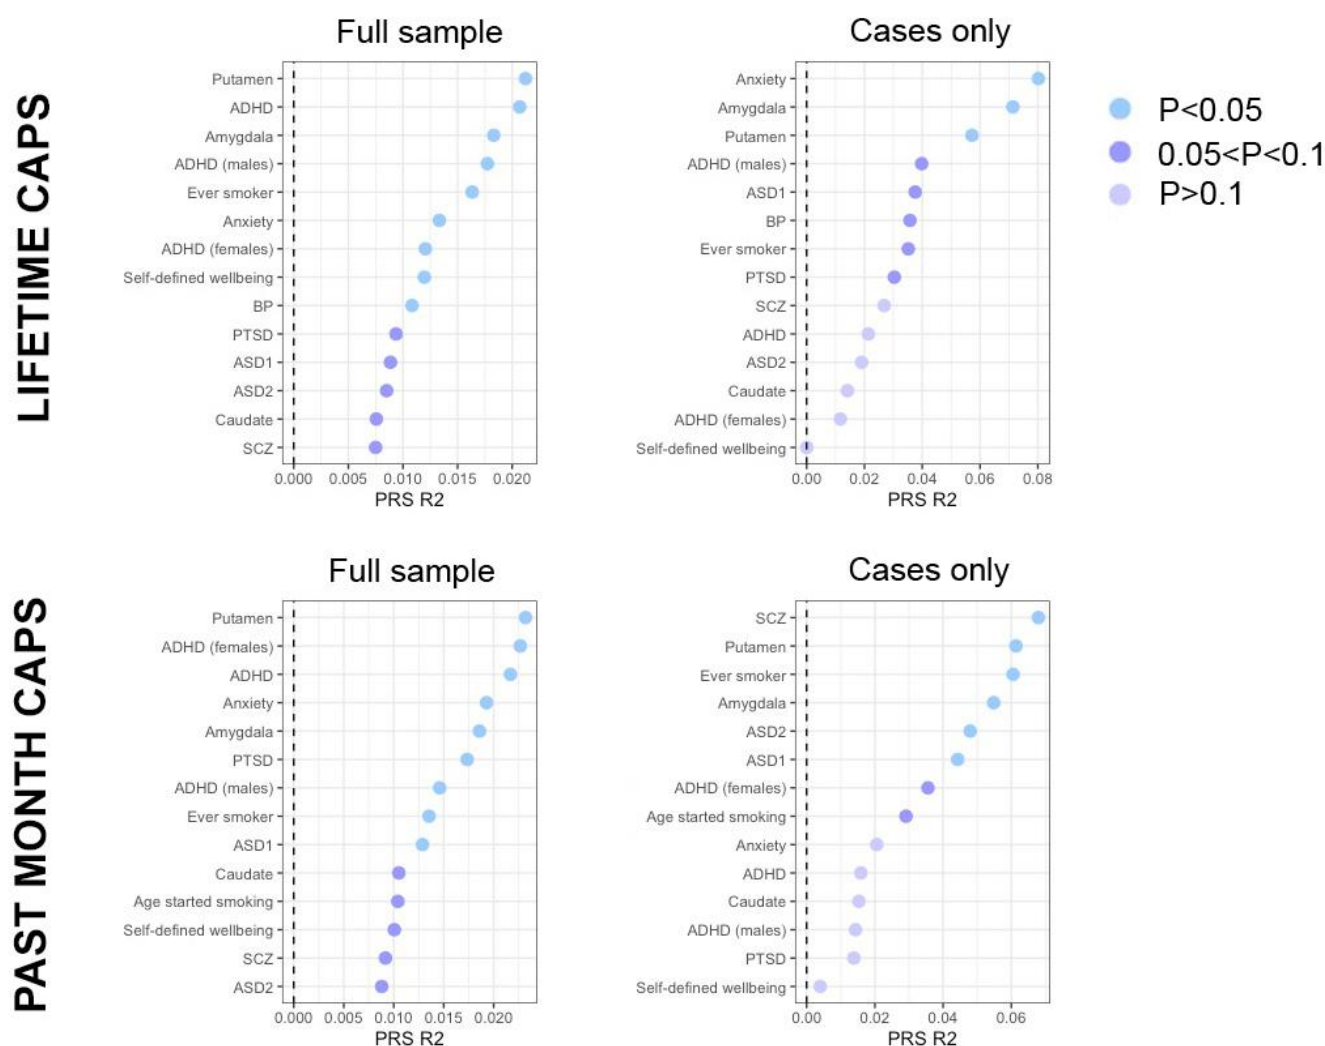 LIFETIME CAPS
Full sample
Putamen
ADHD
Amygdala
ADHD (males)
Ever smoker
Anxiety
ADHD (females)
Self-defined wellbeing
BP
PTSD
ASD1
ASD2
Caudate
SCZ
0.000 0.005 0.010 0.015 0.020
PRS R2
Cases only
Anxiety
Amygdala
Putamen
ADHD (males)
ASD1
BP
Ever smoker
PTSD
SCZ
ADHD
ASD2
Caudate
ADHD (females)
Self-defined wellbeing
0.00 0.02 0.04 0.06 0.08
PRS R2
P<0.05
0.05<P<0.1
P>0.1
PAST MONTH CAPS
Full sample
Putamen
ADHD (females)
ADHD
Anxiety
Amygdala
PTSD
ADHD (males)
Ever smoker
ASD1
Caudate
Age started smoking
Self-defined wellbeing
SCZ
ASD2
0.000 0.005 0.010 0.015 0.020
PRS R2
Cases only
SCZ
Putamen
Ever smoker
Amygdala
ASD2
ASD1
ADHD (females)
Age started smoking
Anxiety
ADHD
Caudate
ADHD (males)
PTSD
Self-defined wellbeing
0.00 0.02 0.04 0.06
PRS R2